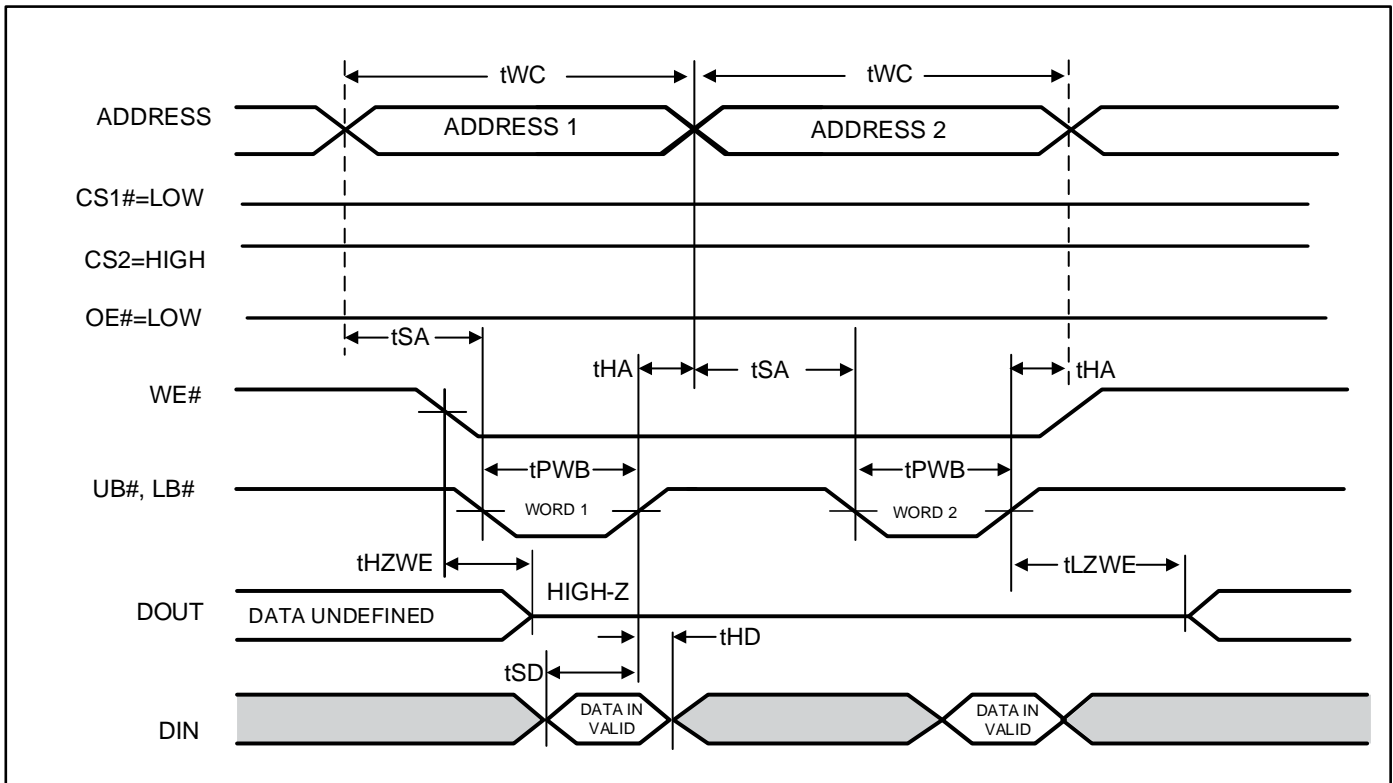 tWC tWC
ADDRESS ADDRESS 1 ADDRESS 2
CS1#=LOW
CS2=HIGH
OE#=LOW
tSA
tHA tSA tHA
WE#
tPWB tPWB
UB#, LB# WORD 1 WORD 2
tHZWE tLZWE
HIGH-Z
DOUT DATA UNDEFINED
tHD
tSD
DIN DATA IN VALID DATA IN VALID